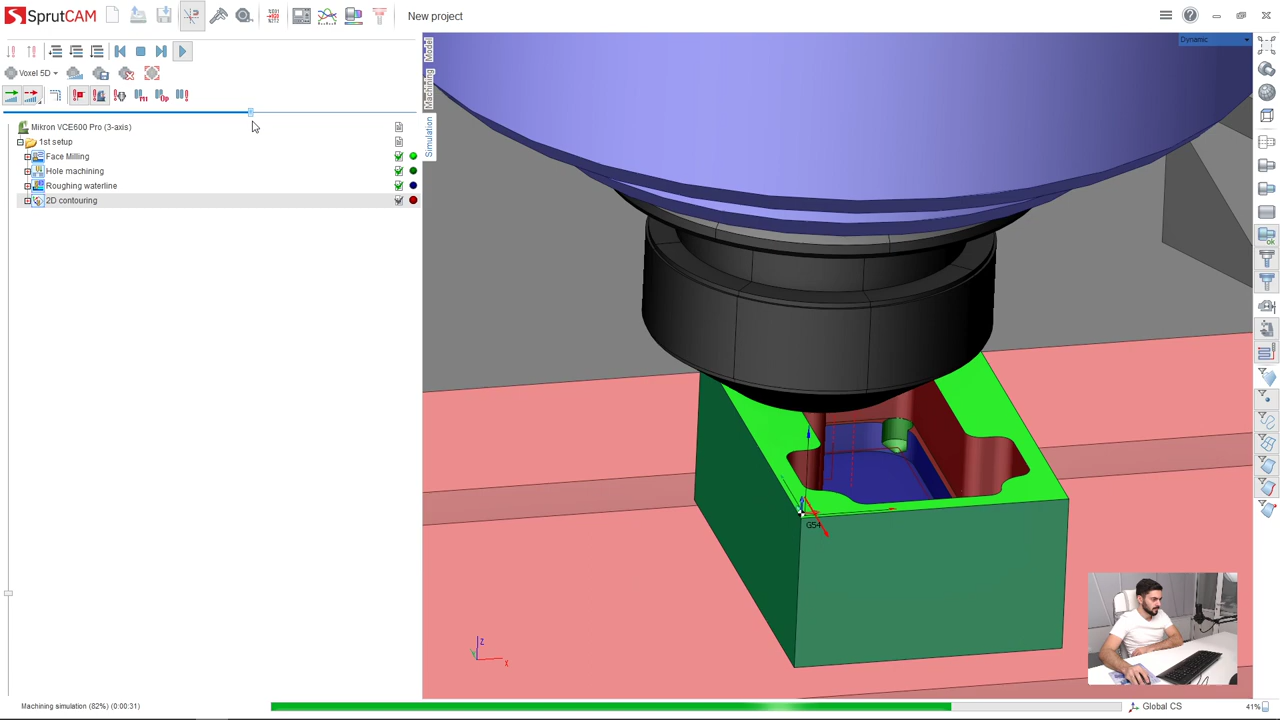 SprutCAM
New project
Voxel 5D
Mikron VCE600 Pro (3-axis)
1st setup
Face Milling
Hole machining
Roughing waterline
2D contouring
Model
Machining
Simulation
Dynamic
G54
Z
Y
X
Machining simulation (82%) (0:00:31)
Global CS
41%